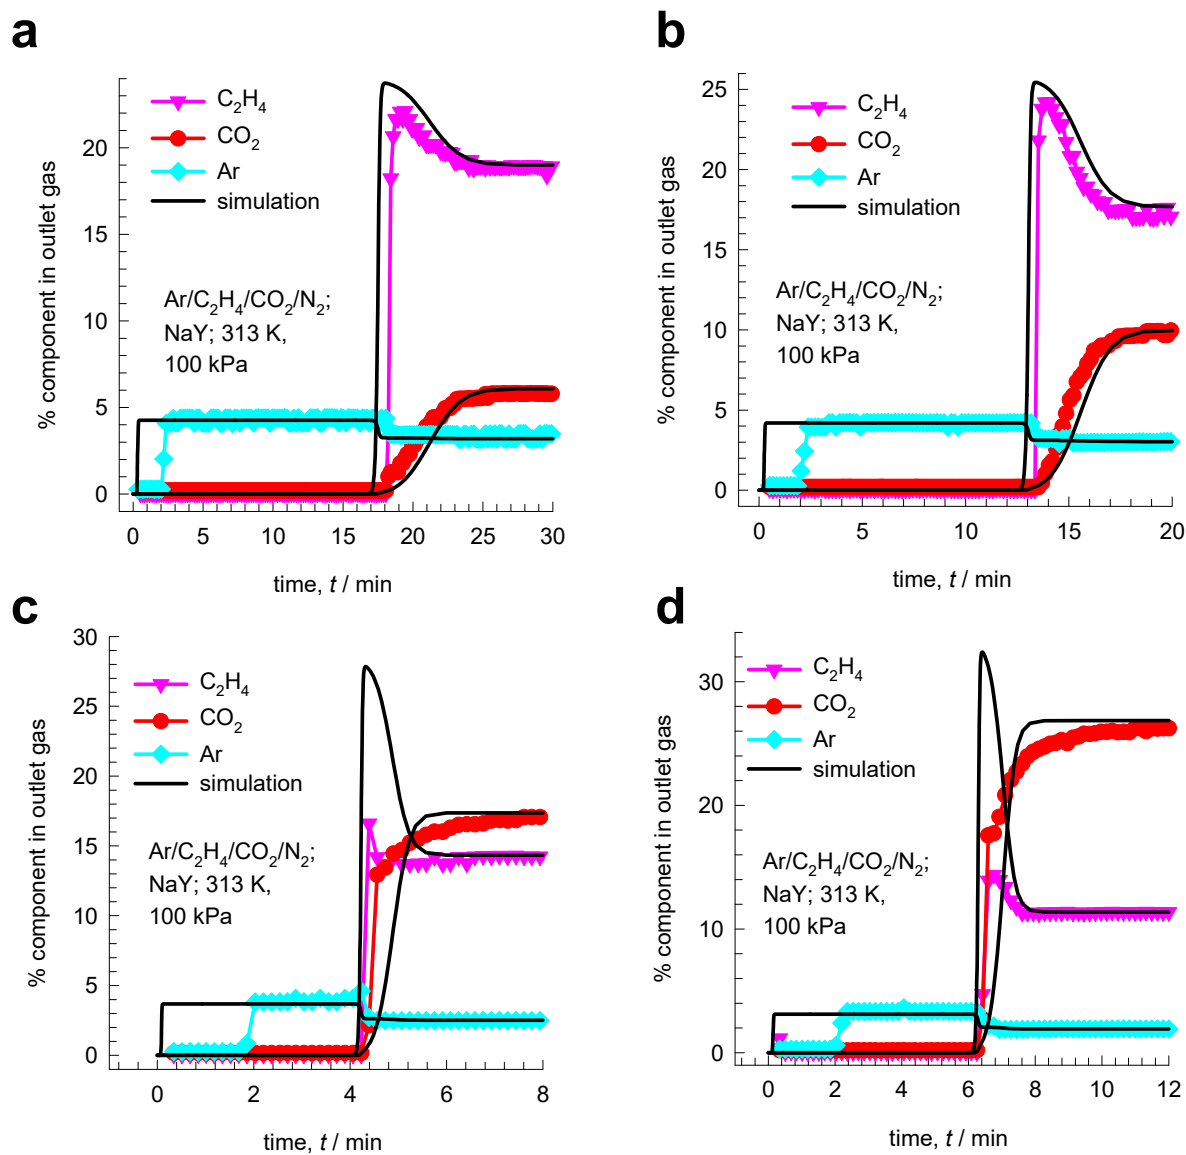 a
% component in outlet gas
20
15
10
5
0
C₂H₄
CO₂
Ar
simulation
Ar/C₂H₄/CO₂/N₂;
NaY; 313 K,
100 kPa
0 5 10 15 20 25 30
time, t / min
b
% component in outlet gas
25
20
15
10
5
0
C₂H₄
CO₂
Ar
simulation
Ar/C₂H₄/CO₂/N₂;
NaY; 313 K,
100 kPa
0 5 10 15 20
time, t / min
c
% component in outlet gas
30
25
20
15
10
5
0
C₂H₄
CO₂
Ar
simulation
Ar/C₂H₄/CO₂/N₂;
NaY; 313 K,
100 kPa
0 2 4 6 8
time, t / min
d
% component in outlet gas
30
20
10
0
C₂H₄
CO₂
Ar
simulation
Ar/C₂H₄/CO₂/N₂;
NaY; 313 K,
100 kPa
0 2 4 6 8 10 12
time, t / min